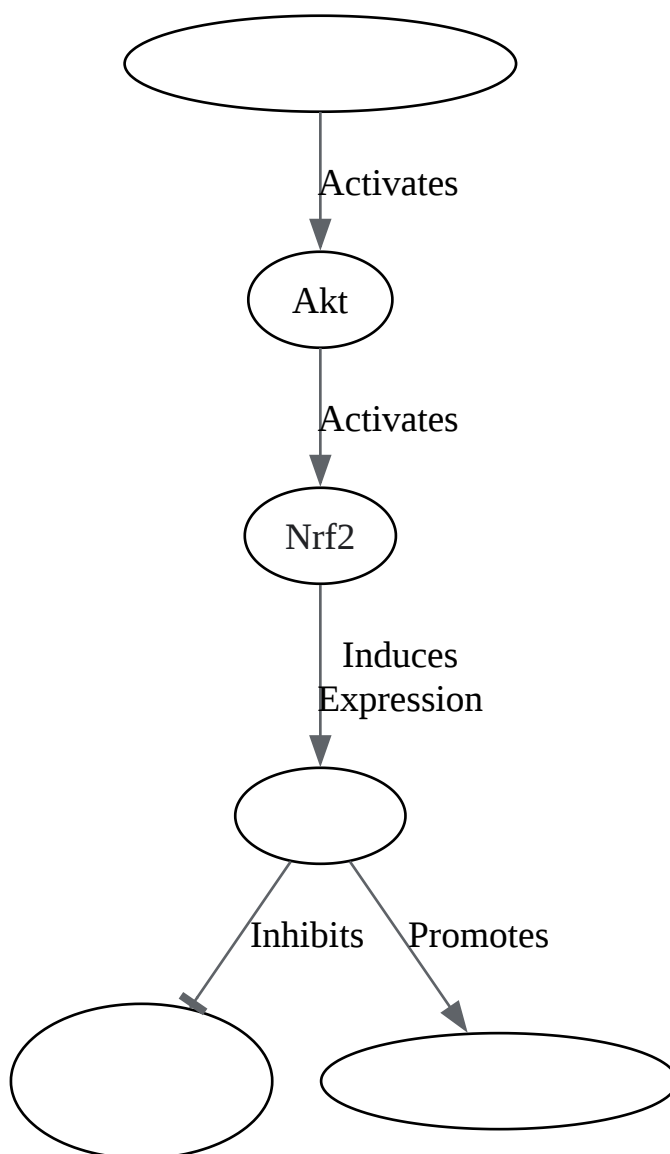 Activates
Akt
Activates
Nrf2
Induces
Expression
Inhibits
Promotes